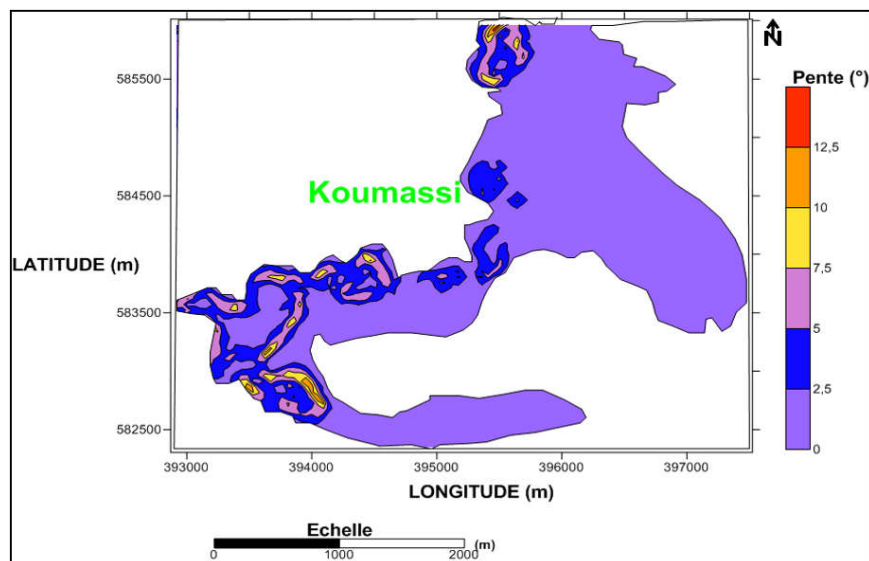 N
585500
Pente (°)
12,5
Koumassi
584500
10
LATITUDE (m)
7,5
583500
5
2,5
582500
0
393000 394000 395000 396000 397000
LONGITUDE (m)
Echelle
(m)
0 1000 2000